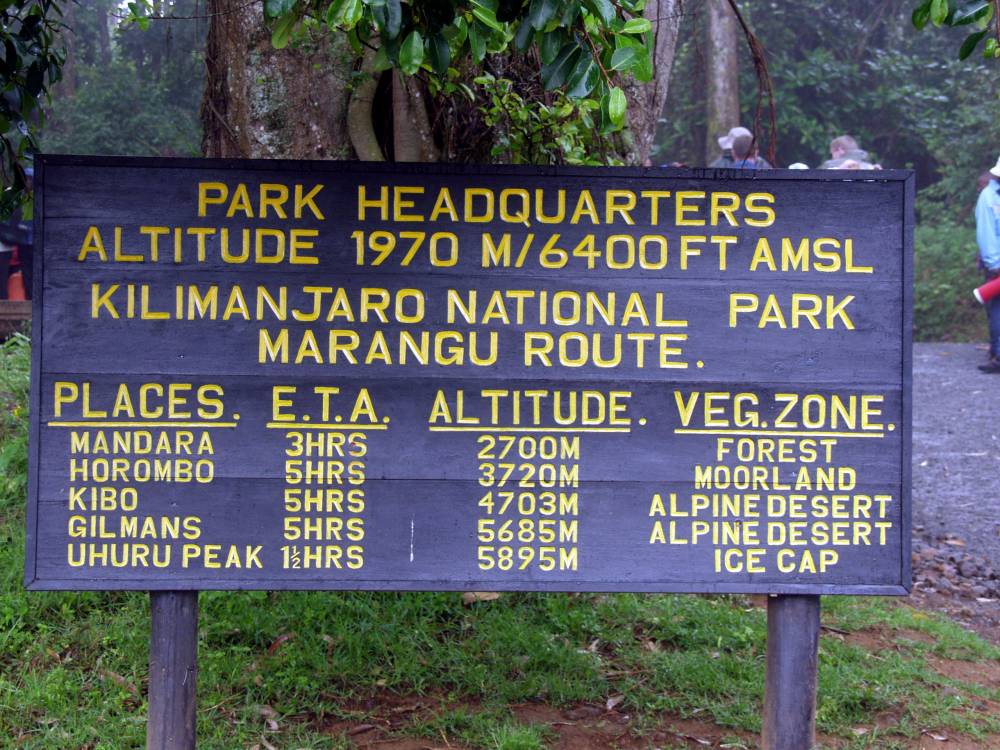 PARK HEADQUARTERS
ALTITUDE 1970 M/6400 FT AMSL
KILIMANJARO NATIONAL PARK
MARANGU ROUTE.
PLACES. E.T.A. ALTITUDE. VEG.ZONE.
MANDARA 3HRS 2700M FOREST
HOROMBO 5HRS 3720M MOORLAND
KIBO 5HRS 4703M ALPINE DESERT
GILMANS 5HRS 5685M ALPINE DESERT
UHURU PEAK 1½HRS 5895M ICE CAP